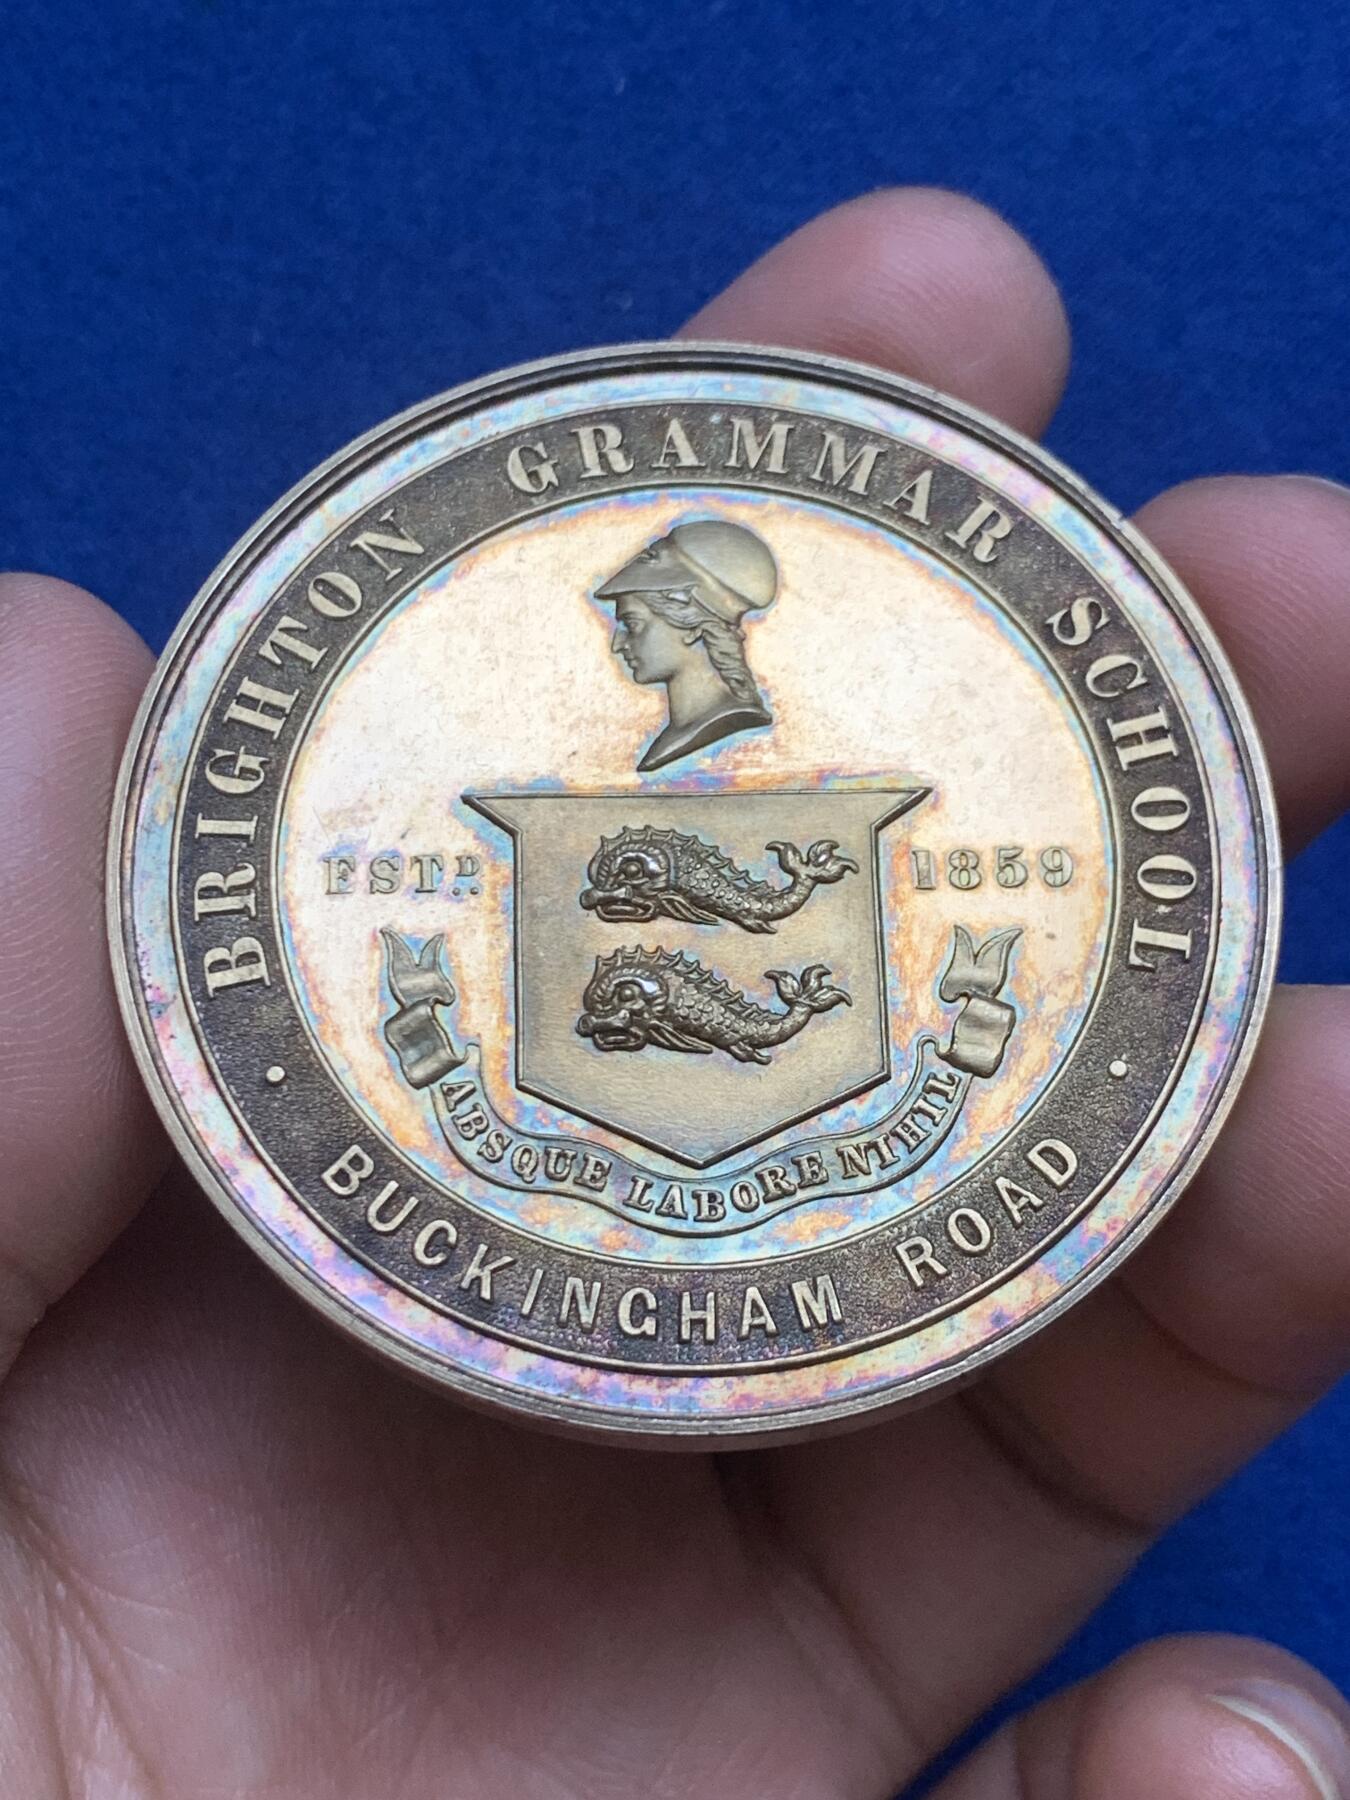 BRIGHTON GRAMMAR SCHOOL
ESTD. 1859
ABSQUE LABORE NIHIL
· BUCKINGHAM ROAD ·